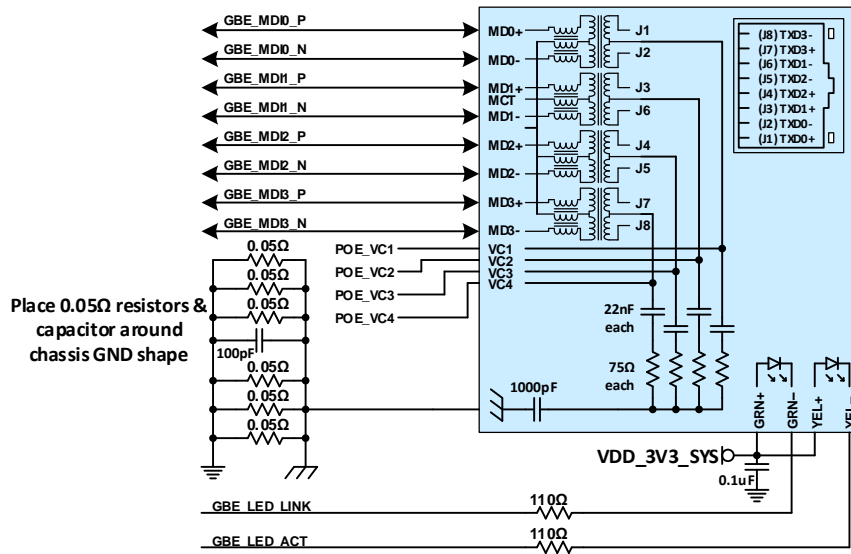 GBE_MDI0_P
GBE_MDI0_N
GBE_MDI1_P
GBE_MDI1_N
GBE_MDI2_P
GBE_MDI2_N
GBE_MDI3_P
GBE_MDI3_N
MD0+
MD0-
MD1+
MCT
MD1-
MD2+
MD2-
MD3+
MD3-
J1
J2
J3
J6
J4
J5
J7
J8
(J8) TXD3-
(J7) TXD3+
(J6) TXD1-
(J5) TXD2-
(J4) TXD2+
(J3) TXD1+
(J2) TXD0-
(J1) TXD0+
POE_VC1
POE_VC2
POE_VC3
POE_VC4
VC1
VC2
VC3
VC4
0.05Ω
0.05Ω
0.05Ω
100pF
0.05Ω
0.05Ω
0.05Ω
Place 0.05Ω resistors &
capacitor around
chassis GND shape
22nF
each
75Ω
each
1000pF
GRN+
GRN−
YEL+
YEL−
VDD_3V3_SYS
0.1uF
GBE_LED_LINK
110Ω
GBE_LED_ACT
110Ω